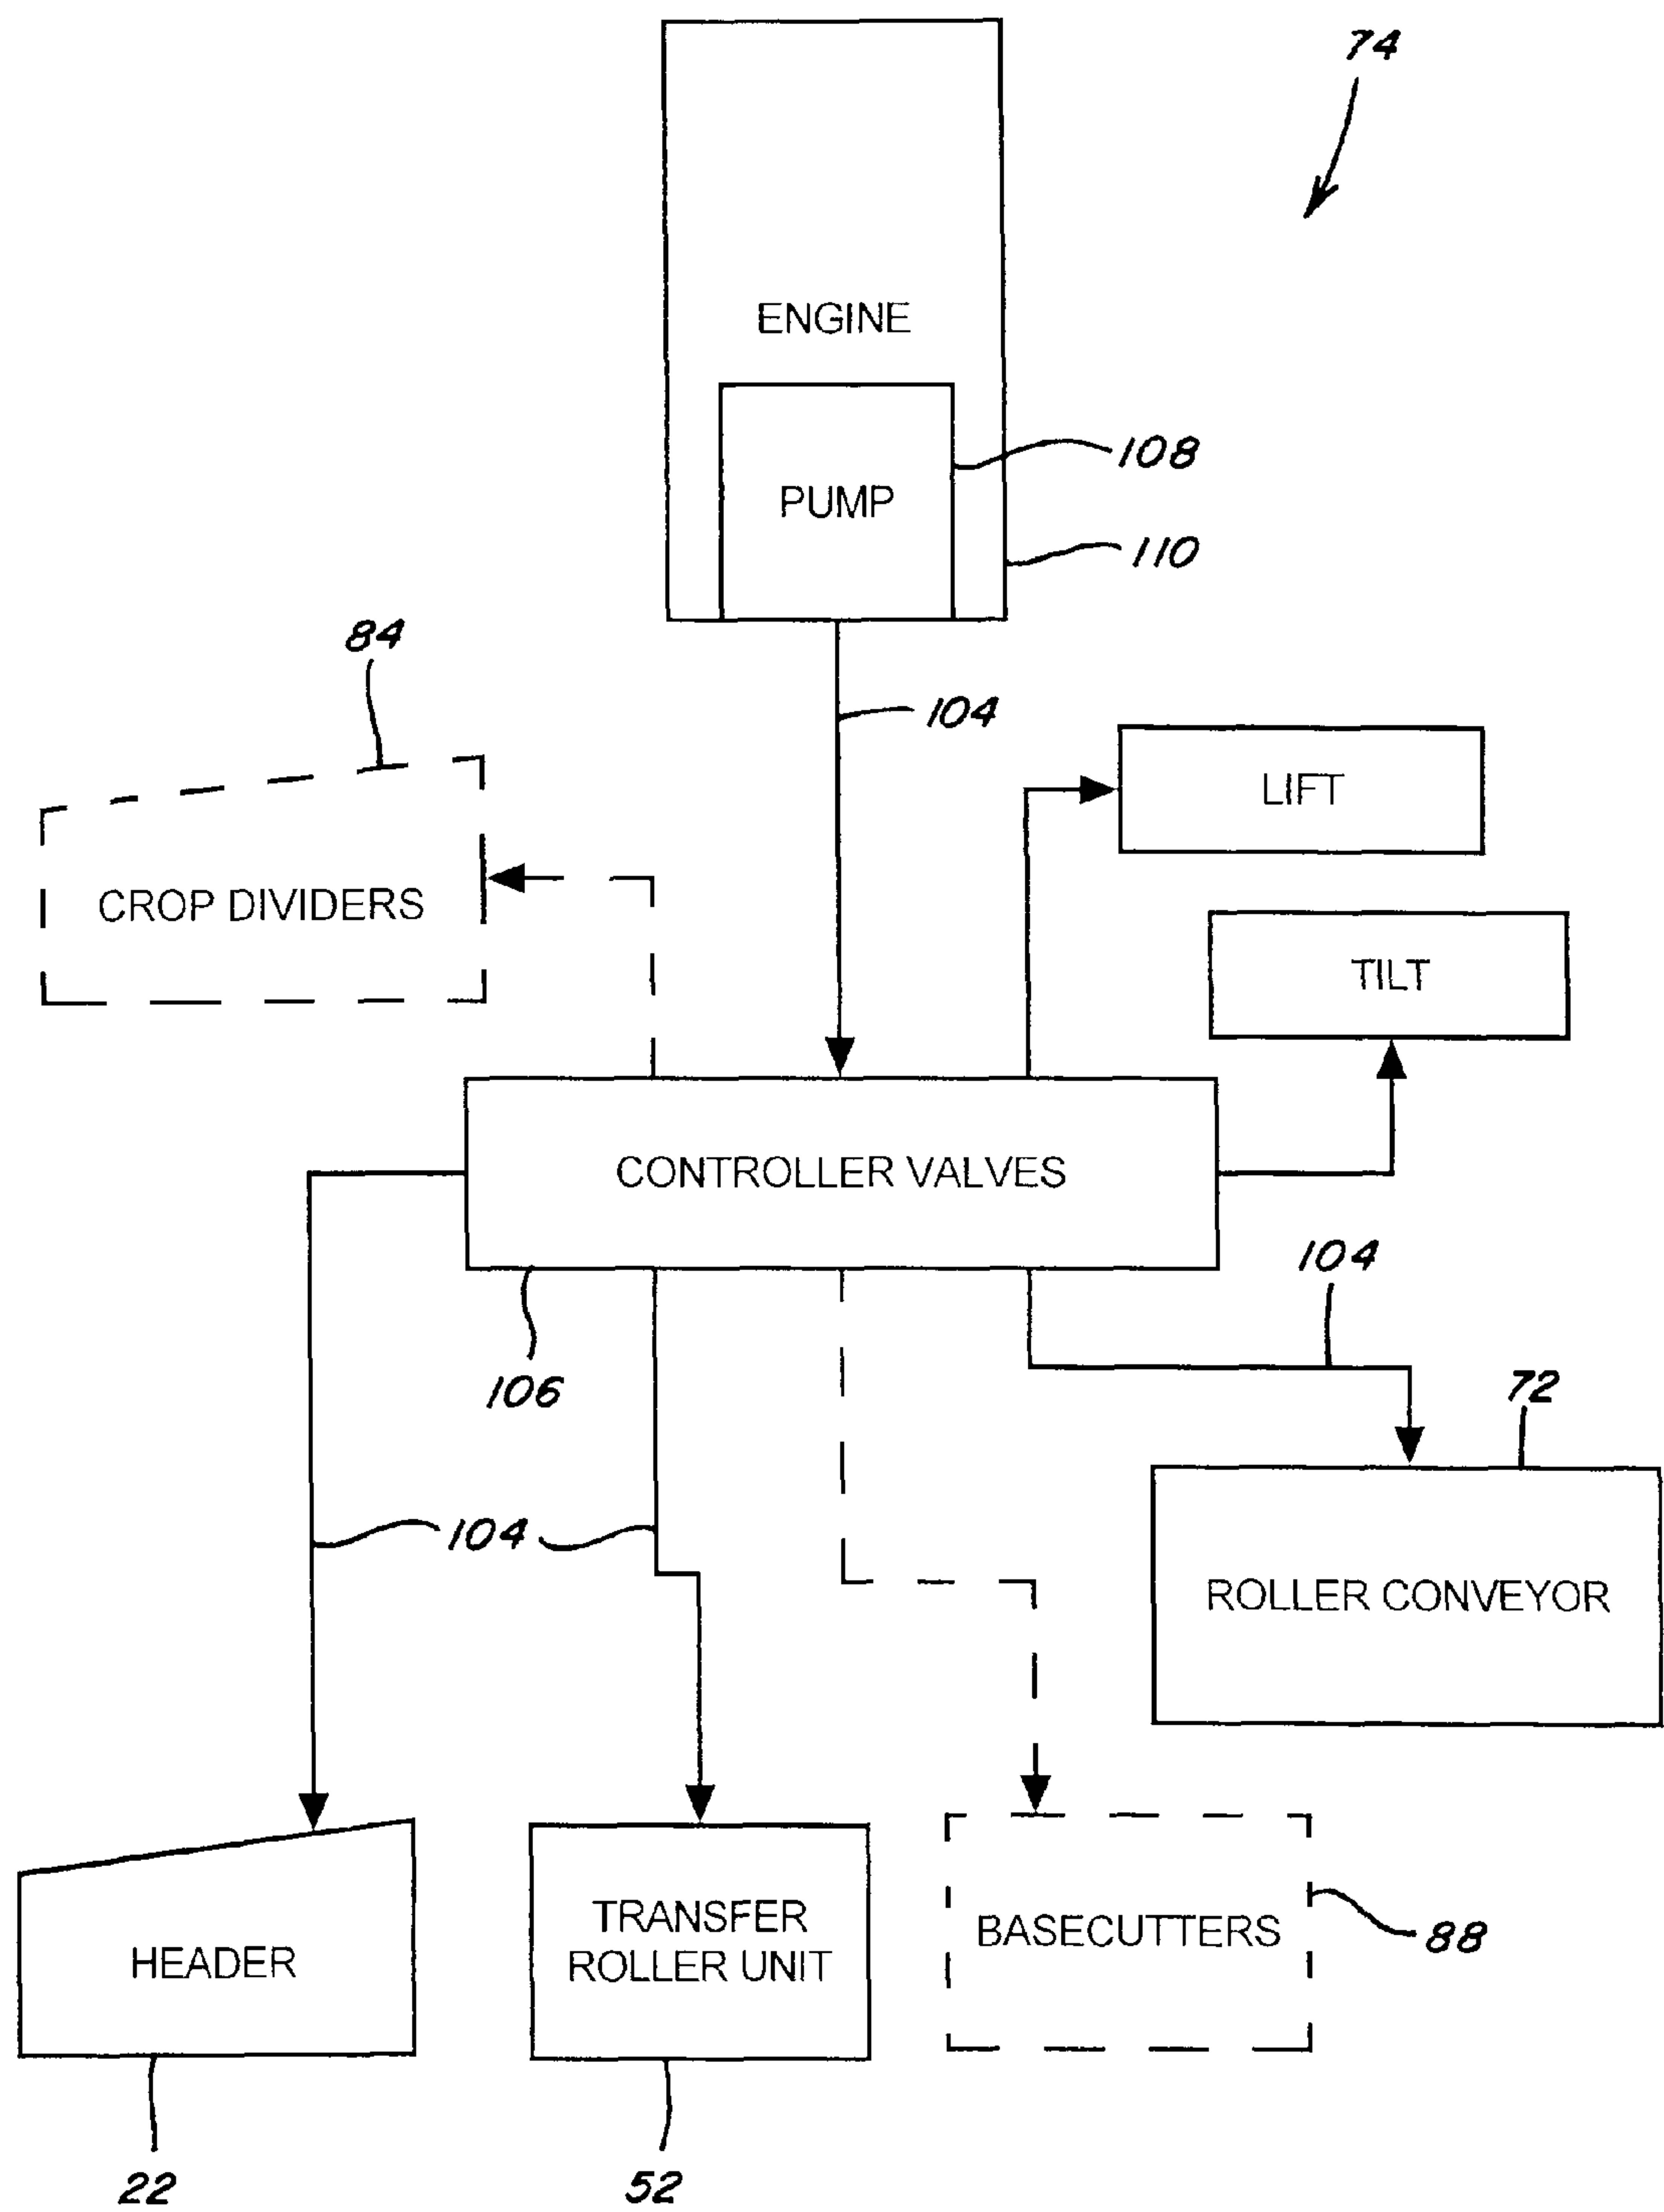 74
ENGINE
108
PUMP
110
84
104
LIFT
CROP DIVIDERS
TILT
CONTROLLER VALVES
104
106
72
104
ROLLER CONVEYOR
TRANSFER
ROLLER UNIT
BASECUTTERS
88
HEADER
22
52